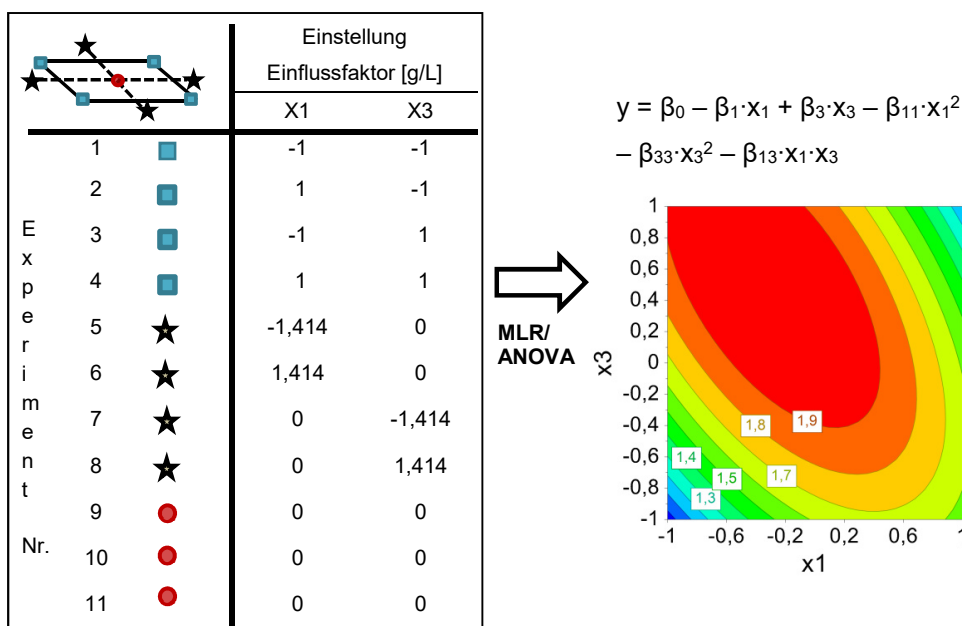 Einstellung
Einflussfaktor [g/L]
X1 X3
Experiment Nr.
1 -1 -1
2 1 -1
3 -1 1
4 1 1
5 -1,414 0
6 1,414 0
7 0 -1,414
8 0 1,414
9 0 0
10 0 0
11 0 0
MLR/
ANOVA
y = β₀ – β₁·x₁ + β₃·x₃ – β₁₁·x₁²
– β₃₃·x₃² – β₁₃·x₁·x₃
1
0,8
0,6
0,4
0,2
0
-0,2
-0,4
-0,6
-0,8
-1
x3
1,8 1,9
1,4
1,5 1,7
1,3
-1 -0,6 -0,2 0,2 0,6 1
x1